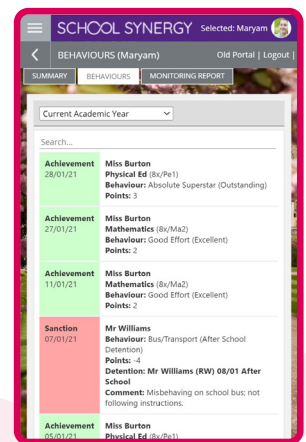 SCHOOL SYNERGY Selected: Maryam
BEHAVIOURS (Maryam) Old Portal | Logout |
SUMMARY BEHAVIOURS MONITORING REPORT
Current Academic Year
Search...
Achievement Miss Burton
28/01/21 Physical Ed (8x/Pe1)
Behaviour: Absolute Superstar (Outstanding)
Points: 3
Achievement Miss Burton
27/01/21 Mathematics (8x/Ma2)
Behaviour: Good Effort (Excellent)
Points: 2
Achievement Miss Burton
11/01/21 Mathematics (8x/Ma2)
Behaviour: Good Effort (Excellent)
Points: 2
Sanction Mr Williams
07/01/21 Behaviour: Bus/Transport (After School
Detention)
Points: -4
Detention: Mr Williams (RW) 08/01 After
School
Comment: Misbehaving on school bus; not
following instructions.
Achievement Miss Burton
05/01/21 Physical Ed (8x/Pe1)